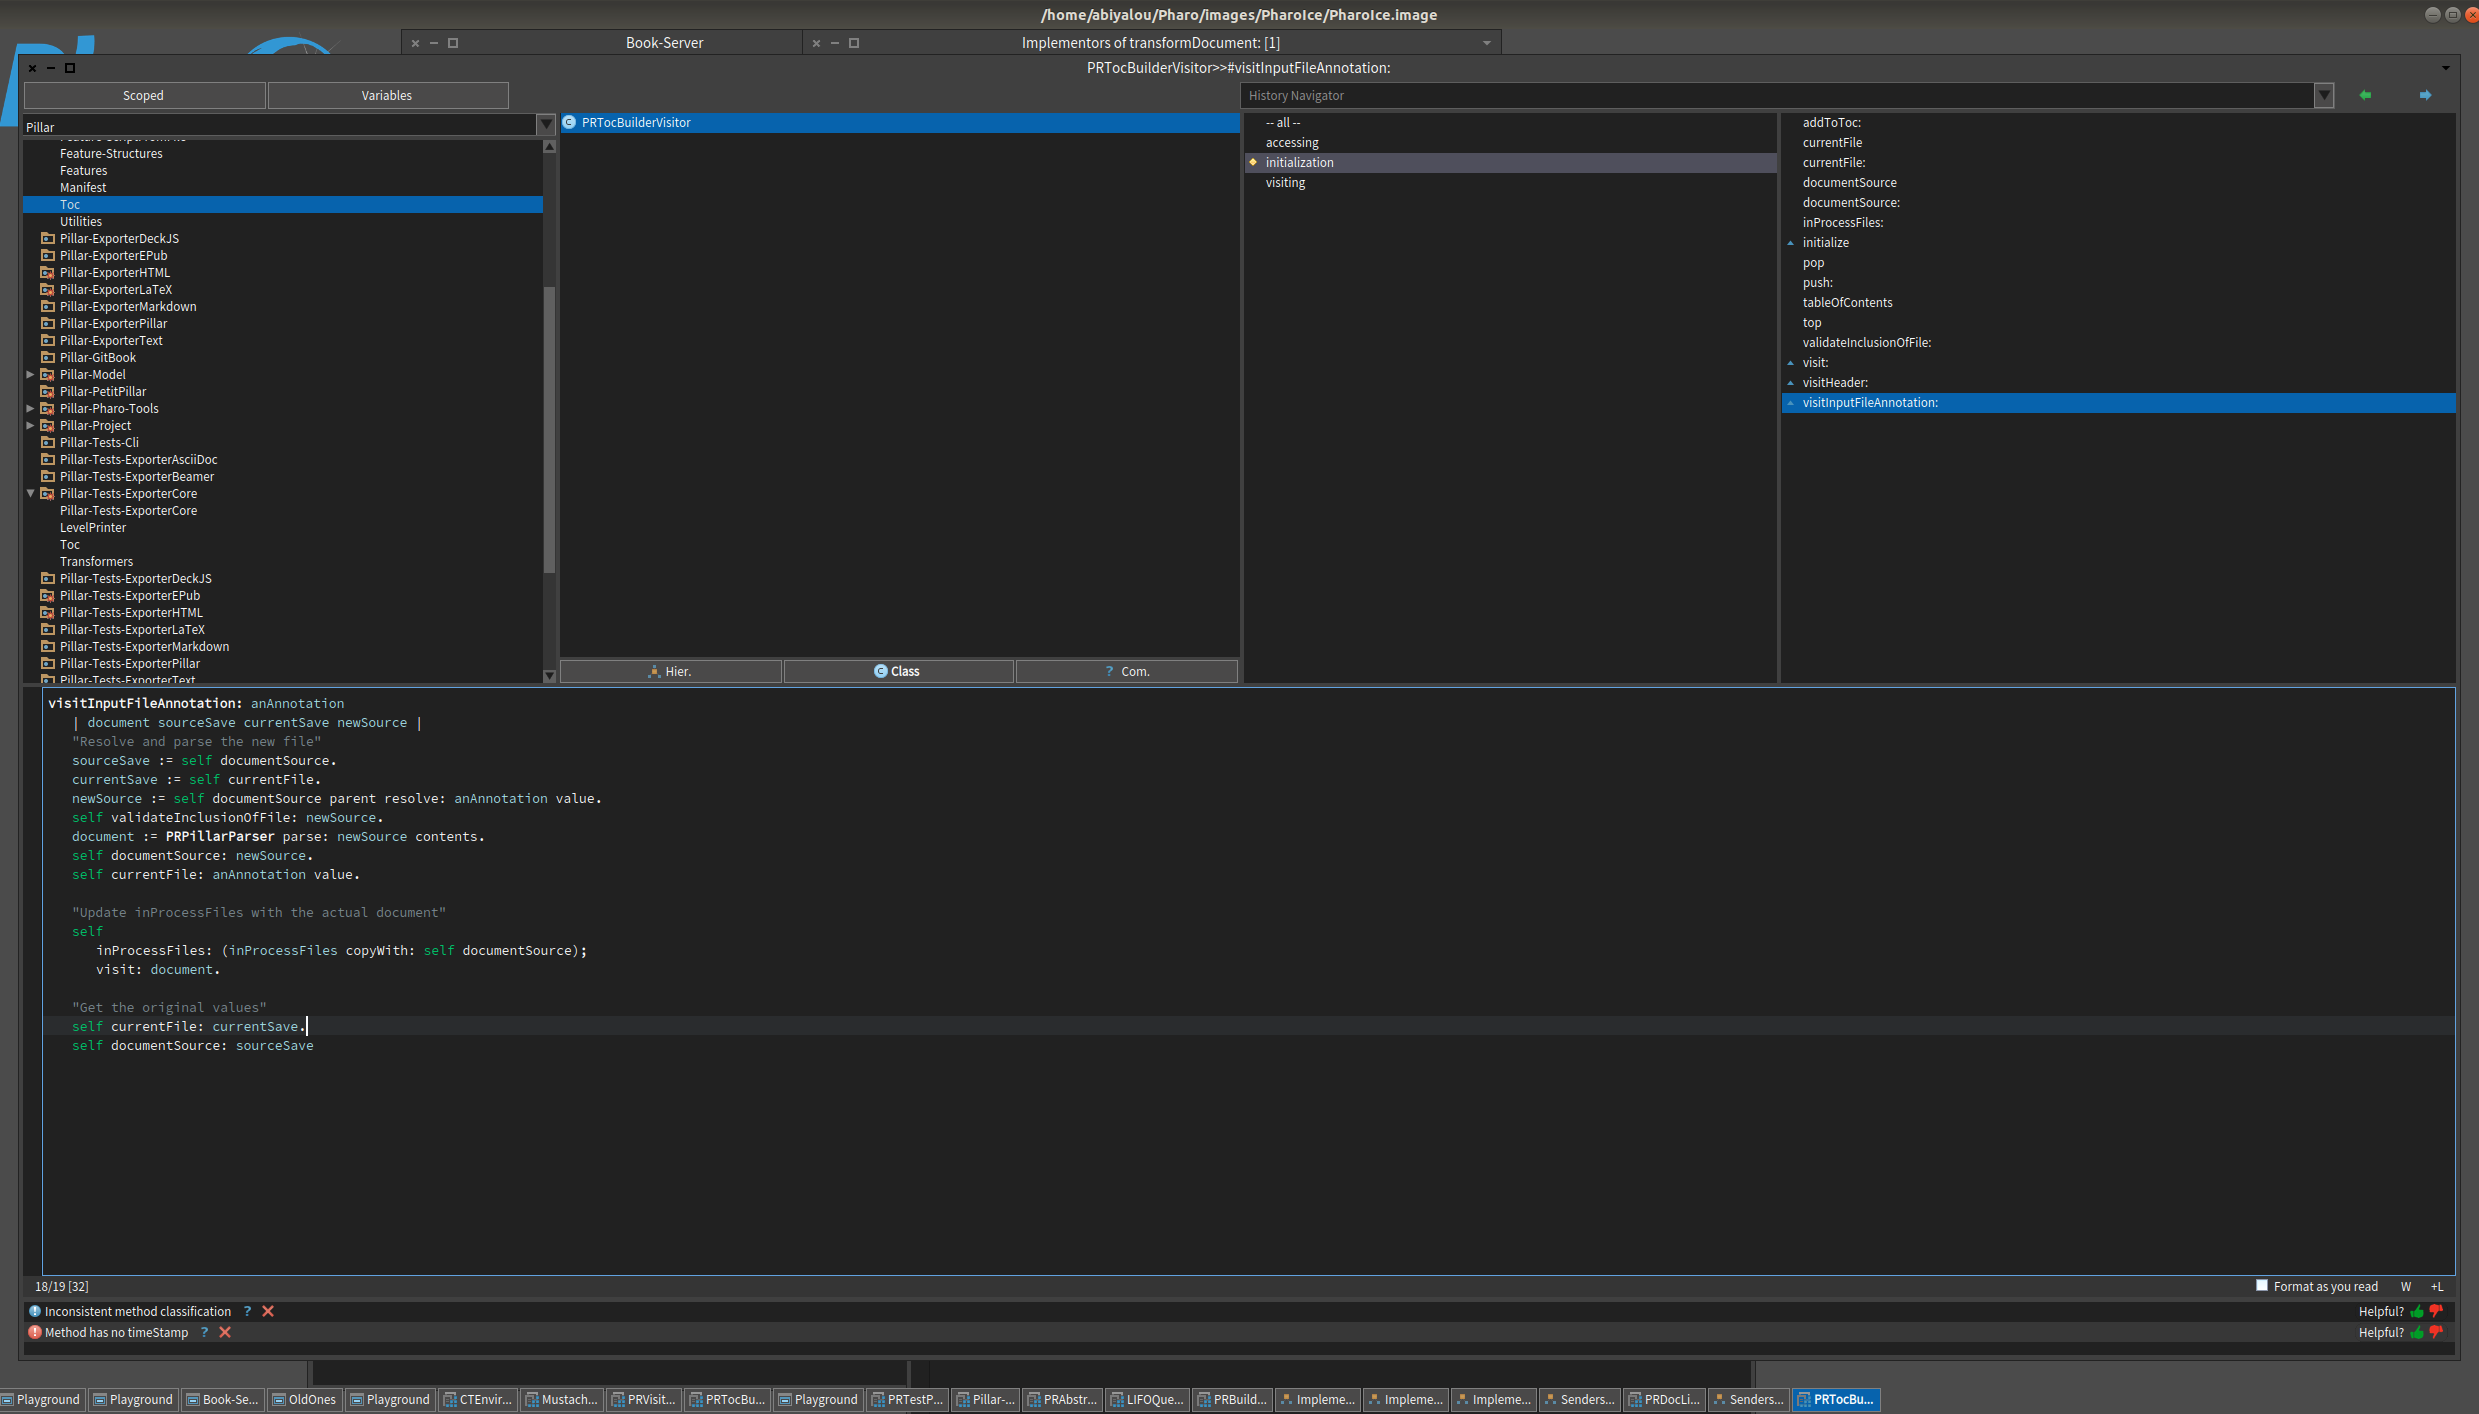 /home/abiyalou/Pharo/images/PharoIce/PharoIce.image
Book-Server
Implementors of transformDocument: [1]
PRTocBuilderVisitor>>#visitInputFileAnnotation:
Scoped
Variables
History Navigator
Pillar
Feature-Structures
Features
Manifest
Toc
Utilities
Pillar-ExporterDeckJS
Pillar-ExporterEPub
Pillar-ExporterHTML
Pillar-ExporterLaTeX
Pillar-ExporterMarkdown
Pillar-ExporterPillar
Pillar-ExporterText
Pillar-GitBook
Pillar-Model
Pillar-PetitPillar
Pillar-Pharo-Tools
Pillar-Project
Pillar-Tests-Cli
Pillar-Tests-ExporterAsciiDoc
Pillar-Tests-ExporterBeamer
Pillar-Tests-ExporterCore
Pillar-Tests-ExporterCore
LevelPrinter
Toc
Transformers
Pillar-Tests-ExporterDeckJS
Pillar-Tests-ExporterEPub
Pillar-Tests-ExporterHTML
Pillar-Tests-ExporterLaTeX
Pillar-Tests-ExporterMarkdown
Pillar-Tests-ExporterPillar
Pillar-Tests-ExporterText
PRTocBuilderVisitor
Hier.
Class
? Com.
-- all --
accessing
initialization
visiting
addToToc:
currentFile
currentFile:
documentSource
documentSource:
inProcessFiles:
initialize
pop
push:
tableOfContents
top
validateInclusionOfFile:
visit:
visitHeader:
visitInputFileAnnotation:
visitInputFileAnnotation: anAnnotation
| document sourceSave currentSave newSource |
"Resolve and parse the new file"
sourceSave := self documentSource.
currentSave := self currentFile.
newSource := self documentSource parent resolve: anAnnotation value.
self validateInclusionOfFile: newSource.
document := PRPillarParser parse: newSource contents.
self documentSource: newSource.
self currentFile: anAnnotation value.
"Update inProcessFiles with the actual document"
self
inProcessFiles: (inProcessFiles copyWith: self documentSource);
visit: document.
"Get the original values"
self currentFile: currentSave.
self documentSource: sourceSave
18/19 [32]
Format as you read W +L
Inconsistent method classification ?
Helpful?
Method has no timeStamp ?
Helpful?
Playground
Playground
Book-Se...
OldOnes
Playground
CTEnvir...
Mustach...
PRVisit...
PRTocBu...
Playground
PRTestP...
Pillar-...
PRAbstr...
LIFOQue...
PRBuild...
Impleme...
Impleme...
Impleme...
Senders...
PRDocLi...
Senders...
PRTocBu...